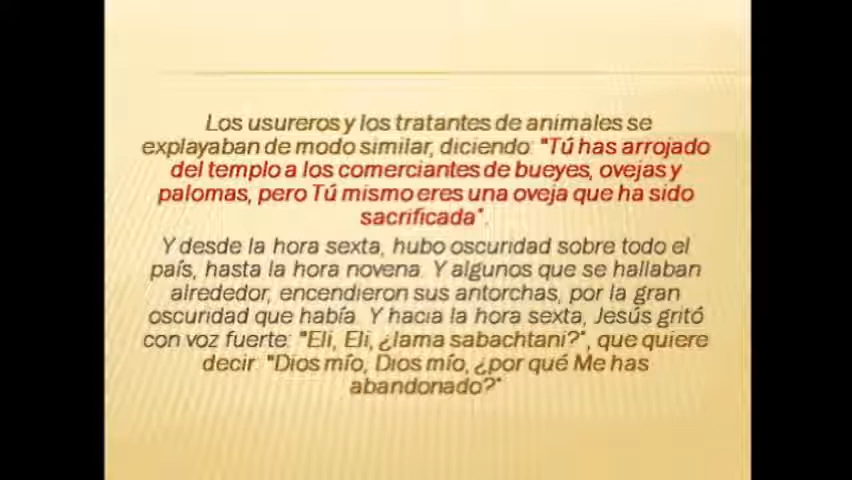 Los usureros y los tratantes de animales se
explayaban de modo similar, diciendo: "Tú has arrojado
del templo a los comerciantes de bueyes, ovejas y
palomas, pero Tú mismo eres una oveja que ha sido
sacrificada".
Y desde la hora sexta, hubo oscuridad sobre todo el
país, hasta la hora novena. Y algunos que se hallaban
alrededor, encendieron sus antorchas, por la gran
oscuridad que había. Y hacia la hora sexta, Jesús gritó
con voz fuerte: "Eli, Eli, ¿lama sabachtani?", que quiere
decir: "Dios mío, Dios mío, ¿por qué Me has
abandonado?"